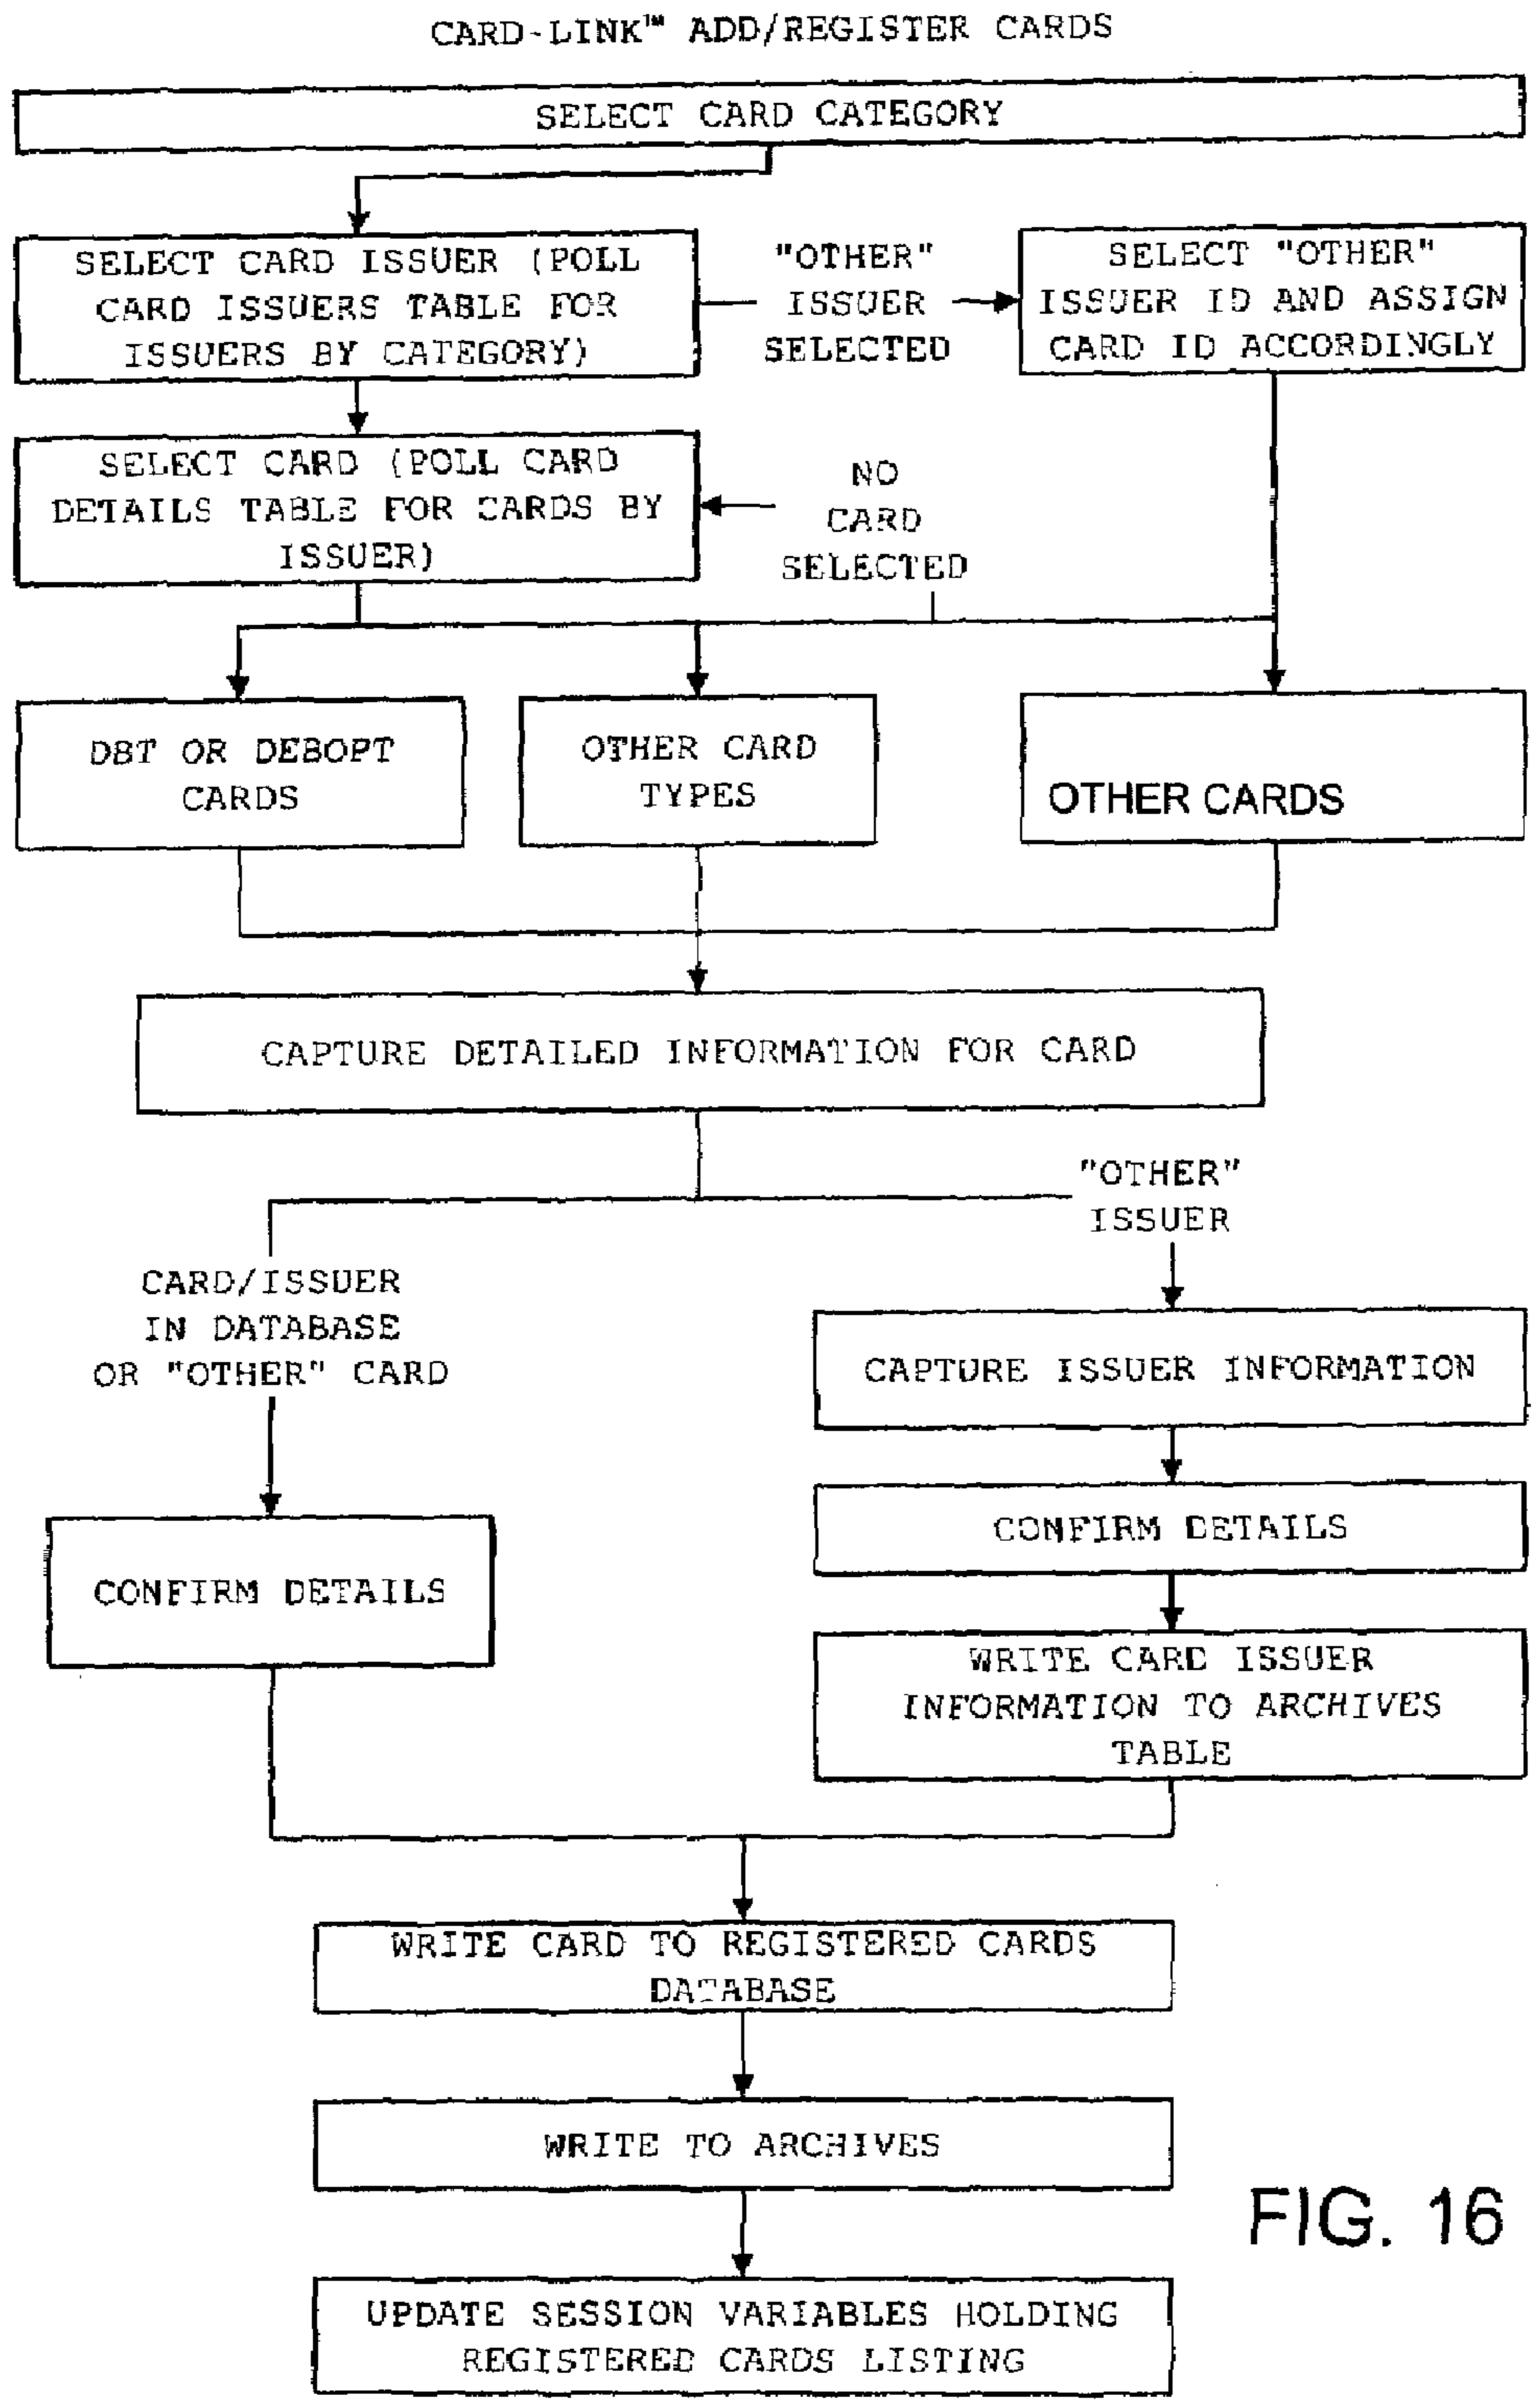 CARD-LINK™ ADD/REGISTER CARDS
SELECT CARD CATEGORY
SELECT CARD ISSUER (POLL
CARD ISSUERS TABLE FOR
ISSUERS BY CATEGORY)
"OTHER"
ISSUER
SELECTED
SELECT "OTHER"
ISSUER ID AND ASSIGN
CARD ID ACCORDINGLY
SELECT CARD (POLL CARD
DETAILS TABLE FOR CARDS BY
ISSUER)
NO
CARD
SELECTED
DBT OR DEBOPT
CARDS
OTHER CARD
TYPES
OTHER CARDS
CAPTURE DETAILED INFORMATION FOR CARD
"OTHER"
ISSUER
CARD/ISSUER
IN DATABASE
OR "OTHER" CARD
CAPTURE ISSUER INFORMATION
CONFIRM DETAILS
CONFIRM DETAILS
WRITE CARD ISSUER
INFORMATION TO ARCHIVES
TABLE
WRITE CARD TO REGISTERED CARDS
DATABASE
WRITE TO ARCHIVES
UPDATE SESSION VARIABLES HOLDING
REGISTERED CARDS LISTING
FIG. 16